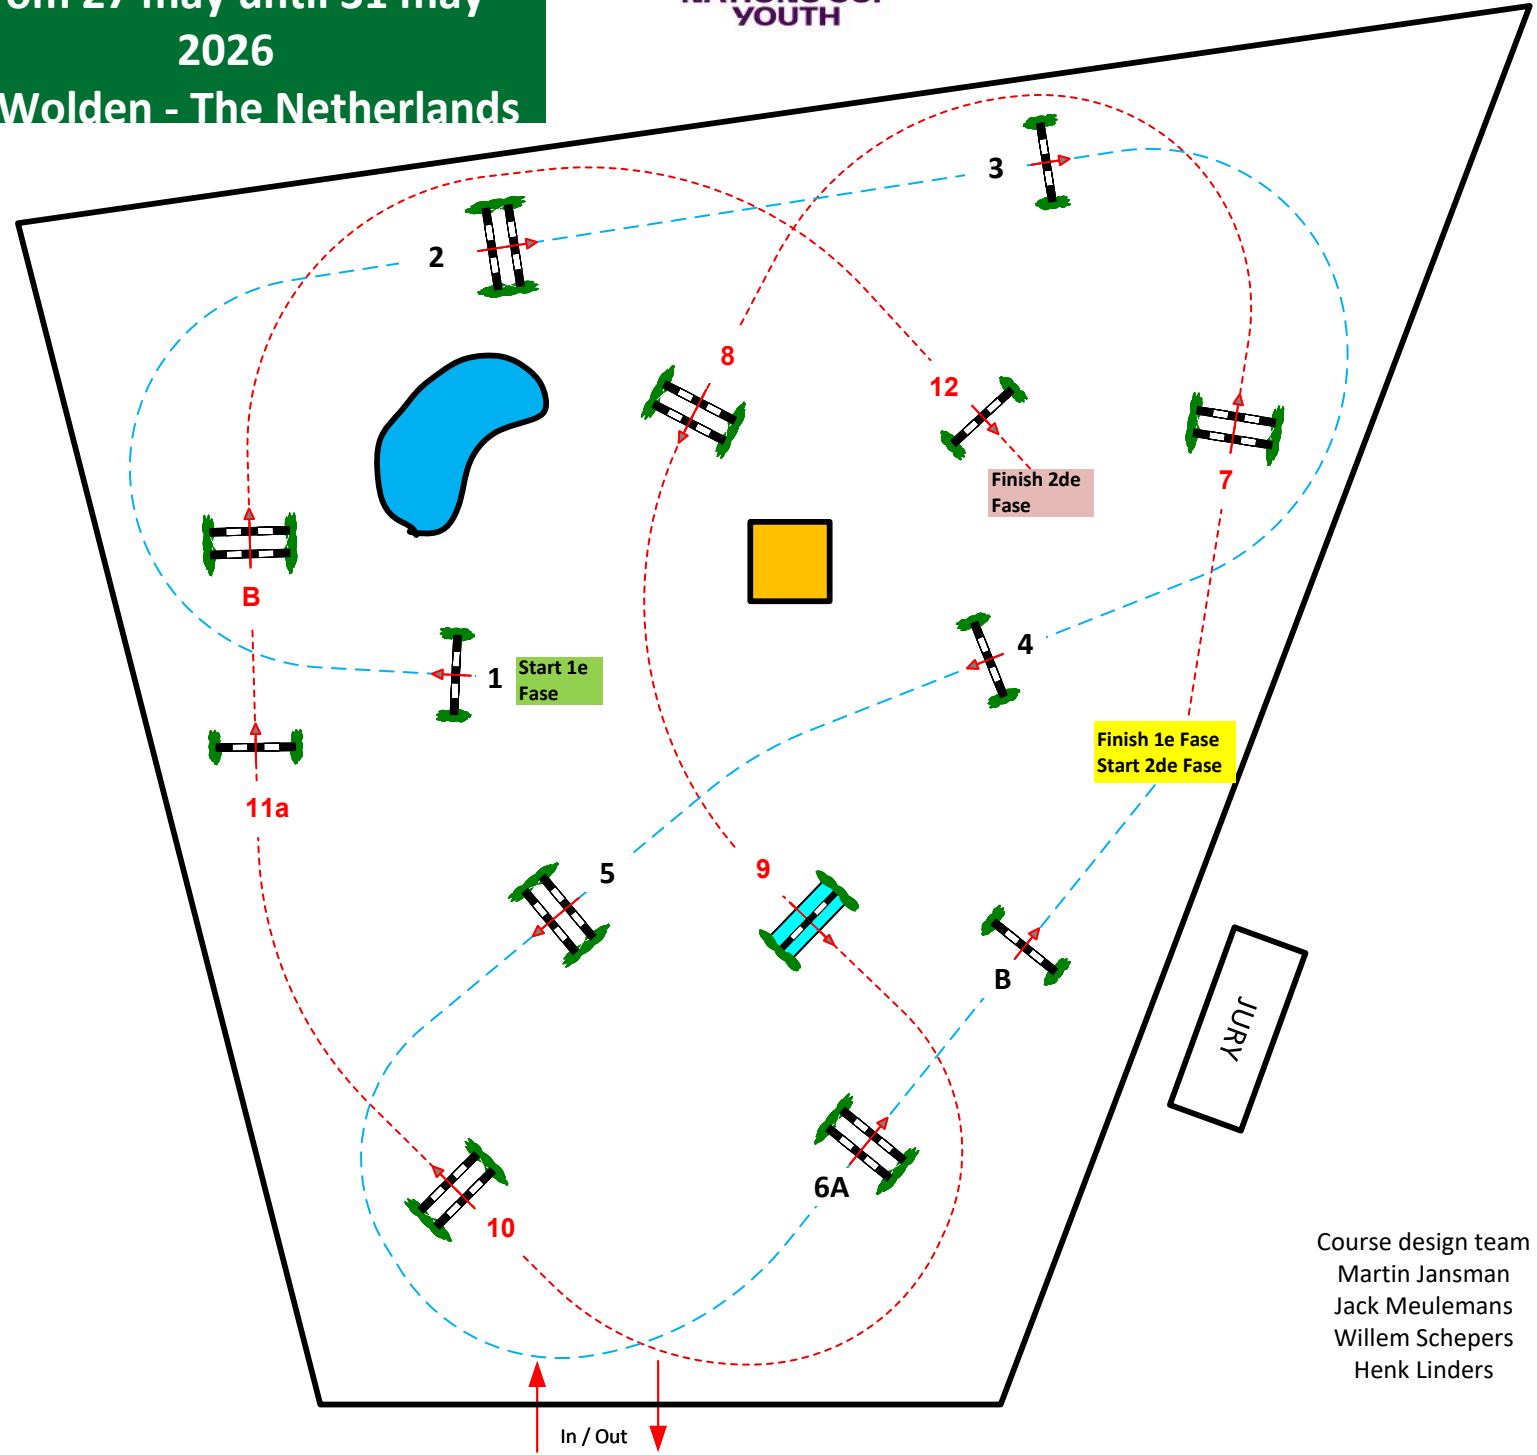 2026
Wolden - The Netherlands
YOUTH
3
2
8
12
Finish 2de
Fase
7
B
4
1
Start 1e
Fase
Finish 1e Fase
Start 2de Fase
11a
5
9
B
JURY
6A
10
In / Out
Course design team
Martin Jansman
Jack Meulemans
Willem Schepers
Henk Linders